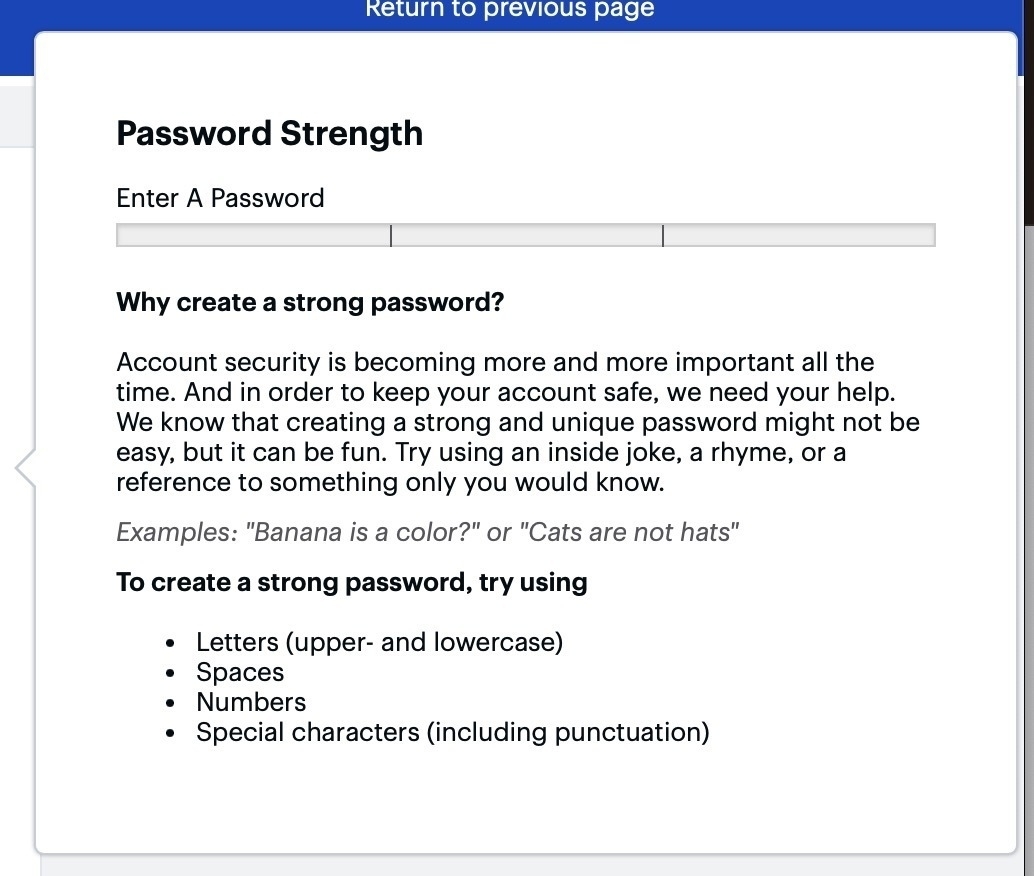 Return to previous page
Password Strength
Enter A Password
Why create a strong password?
Account security is becoming more and more important all the
time. And in order to keep your account safe, we need your help.
We know that creating a strong and unique password might not be
easy, but it can be fun. Try using an inside joke, a rhyme, or a
reference to something only you would know.
Examples: "Banana is a color?" or "Cats are not hats"
To create a strong password, try using
• Letters (upper- and lowercase)
• Spaces
• Numbers
• Special characters (including punctuation)